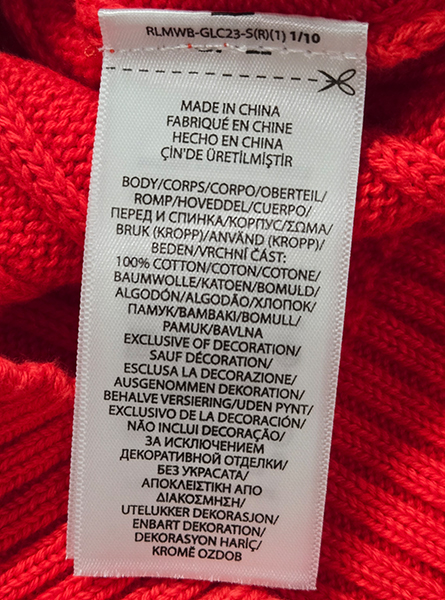 RLMWB-GLC23-S(R)(1) 1/10
MADE IN CHINA
FABRIQUÉ EN CHINE
HECHO EN CHINA
ÇİN'DE ÜRETİLMİŞTİR
BODY/CORPS/CORPO/OBERTEIL/
ROMP/HOVEDDEL/CUERPO/
ПЕРЕД И СПИНКА/КОРПУС/ΣΩΜΑ/
BRUK (KROPP)/ANVÄND (KROPP)/
BEDEN/VRCHNÍ ČÁST:
100% COTTON/COTON/COTONE/
BAUMWOLLE/KATOEN/BOMULD/
ALGODÓN/ALGODÃO/ХЛОПОК/
ПАМУК/ΒΑΜΒΑΚΙ/BOMULL/
PAMUK/BAVLNA
EXCLUSIVE OF DECORATION/
SAUF DÉCORATION/
ESCLUSA LA DECORAZIONE/
AUSGENOMMEN DEKORATION/
BEHALVE VERSIERING/UDEN PYNT/
EXCLUSIVO DE LA DECORACIÓN/
NÃO INCLUI DECORAÇÃO/
ЗА ИСКЛЮЧЕНИЕМ
ДЕКОРАТИВНОЙ ОТДЕЛКИ/
БЕЗ УКРАСАТА/
ΑΠΟΚΛΕΙΣΤΙΚΗ ΑΠΟ
ΔΙΑΚΟΣΜΗΣΗ/
UTELUKKER DEKORASJON/
ENBART DEKORATION/
DEKORASYON HARİÇ/
KROMĚ OZDOB